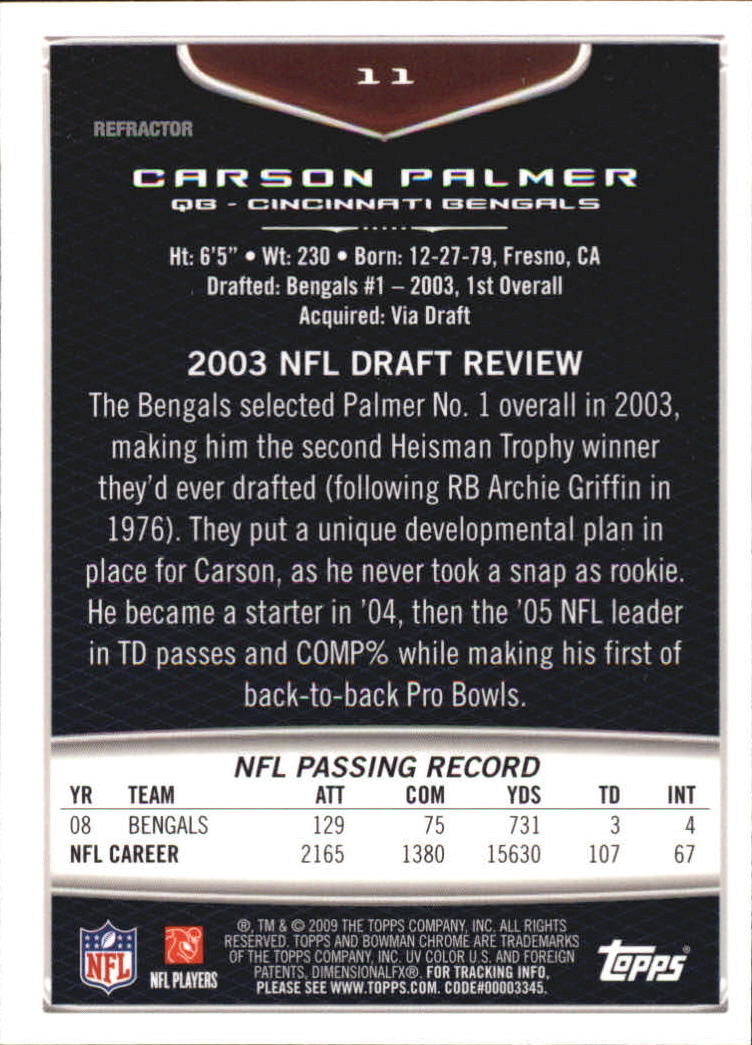 11
REFRACTOR
CARSON PALMER
QB - CINCINNATI BENGALS
Ht: 6'5" • Wt: 230 • Born: 12-27-79, Fresno, CA
Drafted: Bengals #1 – 2003, 1st Overall
Acquired: Via Draft
2003 NFL DRAFT REVIEW
The Bengals selected Palmer No. 1 overall in 2003,
making him the second Heisman Trophy winner
they'd ever drafted (following RB Archie Griffin in
1976). They put a unique developmental plan in
place for Carson, as he never took a snap as rookie.
He became a starter in '04, then the '05 NFL leader
in TD passes and COMP% while making his first of
back-to-back Pro Bowls.
NFL PASSING RECORD
YR TEAM ATT COM YDS TD INT
08 BENGALS 129 75 731 3 4
NFL CAREER 2165 1380 15630 107 67
®, TM & © 2009 THE TOPPS COMPANY, INC. ALL RIGHTS
RESERVED. TOPPS AND BOWMAN CHROME ARE TRADEMARKS
OF THE TOPPS COMPANY, INC. UV COLOR U.S. AND FOREIGN
PATENTS, DIMENSIONALFX®. FOR TRACKING INFO,
PLEASE SEE WWW.TOPPS.COM. CODE#00003345.
NFL
NFL PLAYERS
Topps®